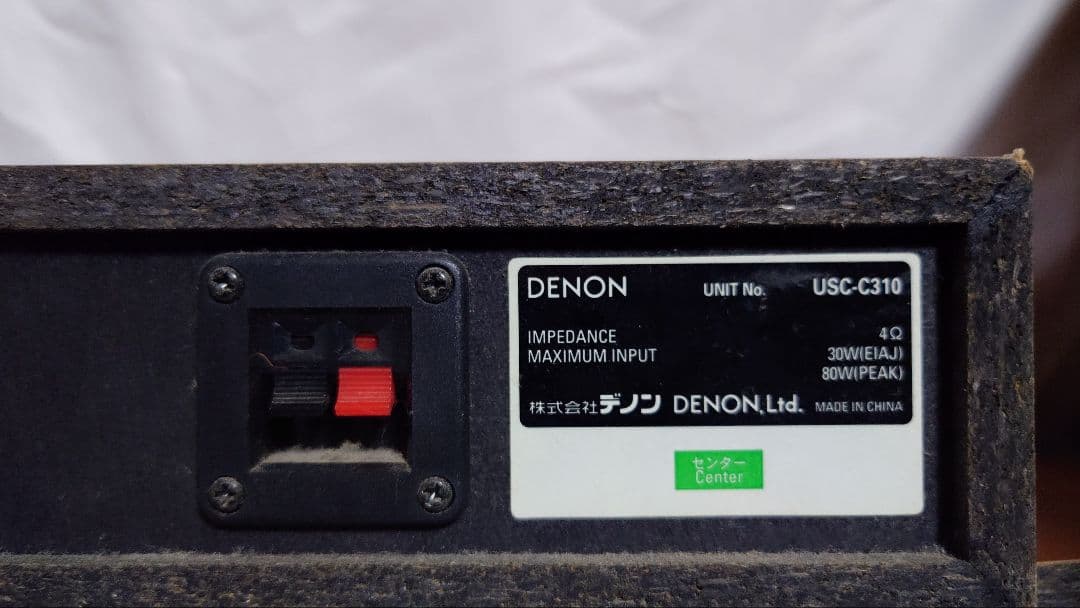 DENON UNIT No. USC-C310
IMPEDANCE 4Ω
MAXIMUM INPUT 30W(EIAJ)
80W(PEAK)
株式会社デノン DENON, Ltd. MADE IN CHINA
センター
Center